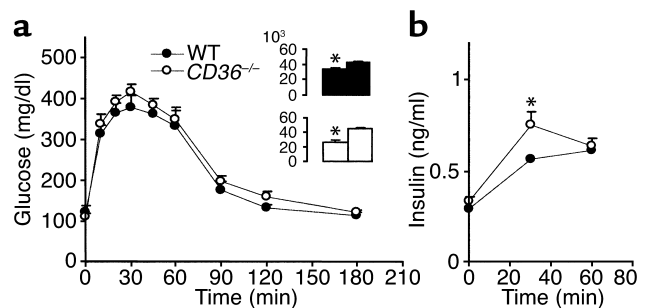 a
500
400
300
200
100
0
Glucose (mg/dl)
0 30 60 90 120 150 180 210
Time (min)
WT
CD36−/−
10³
60
40
20
0
*
60
40
20
0
*
b
1
0.5
0
Insulin (ng/ml)
*
0 20 40 60 80
Time (min)